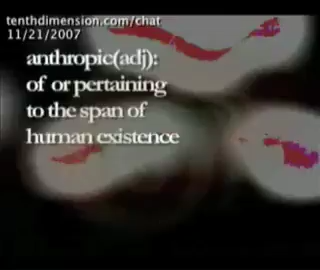 tenthdimension.com/chat
11/21/2007
anthropic(adj):
of or pertaining
to the span of
human existence